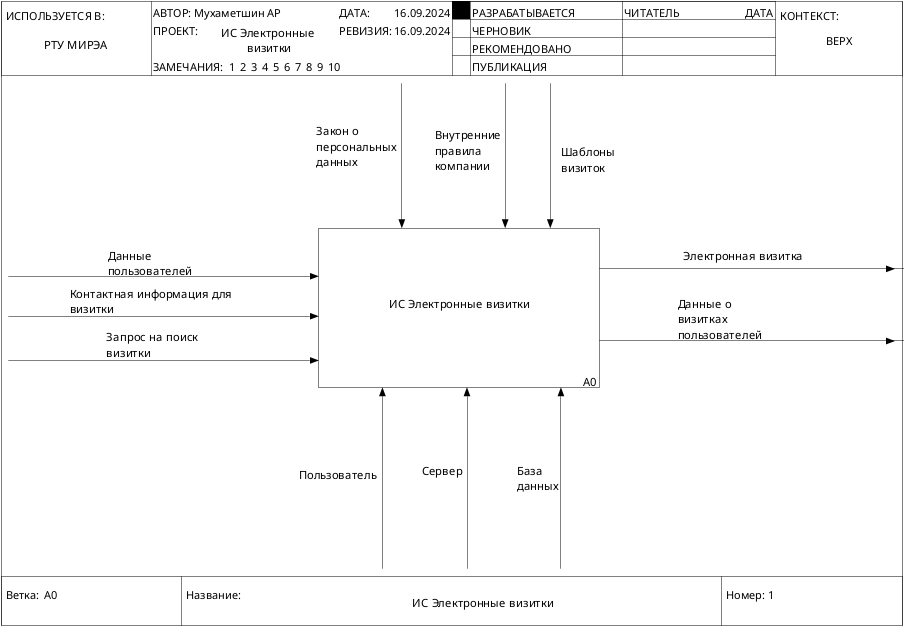 ИСПОЛЬЗУЕТСЯ В:
РТУ МИРЭА
АВТОР: Мухаметшин АР
ДАТА: 16.09.2024
ПРОЕКТ: ИС Электронные
визитки
РЕВИЗИЯ: 16.09.2024
ЗАМЕЧАНИЯ: 1 2 3 4 5 6 7 8 9 10
РАЗРАБАТЫВАЕТСЯ
ЧЕРНОВИК
РЕКОМЕНДОВАНО
ПУБЛИКАЦИЯ
ЧИТАТЕЛЬ ДАТА
КОНТЕКСТ:
ВЕРХ
Закон о
персональных
данных
Внутренние
правила
компании
Шаблоны
визиток
Данные
пользователей
Контактная информация для
визитки
Запрос на поиск
визитки
ИС Электронные визитки
A0
Электронная визитка
Данные о
визитках
пользователей
Пользователь
Сервер
База
данных
Ветка: A0
Название:
ИС Электронные визитки
Номер: 1